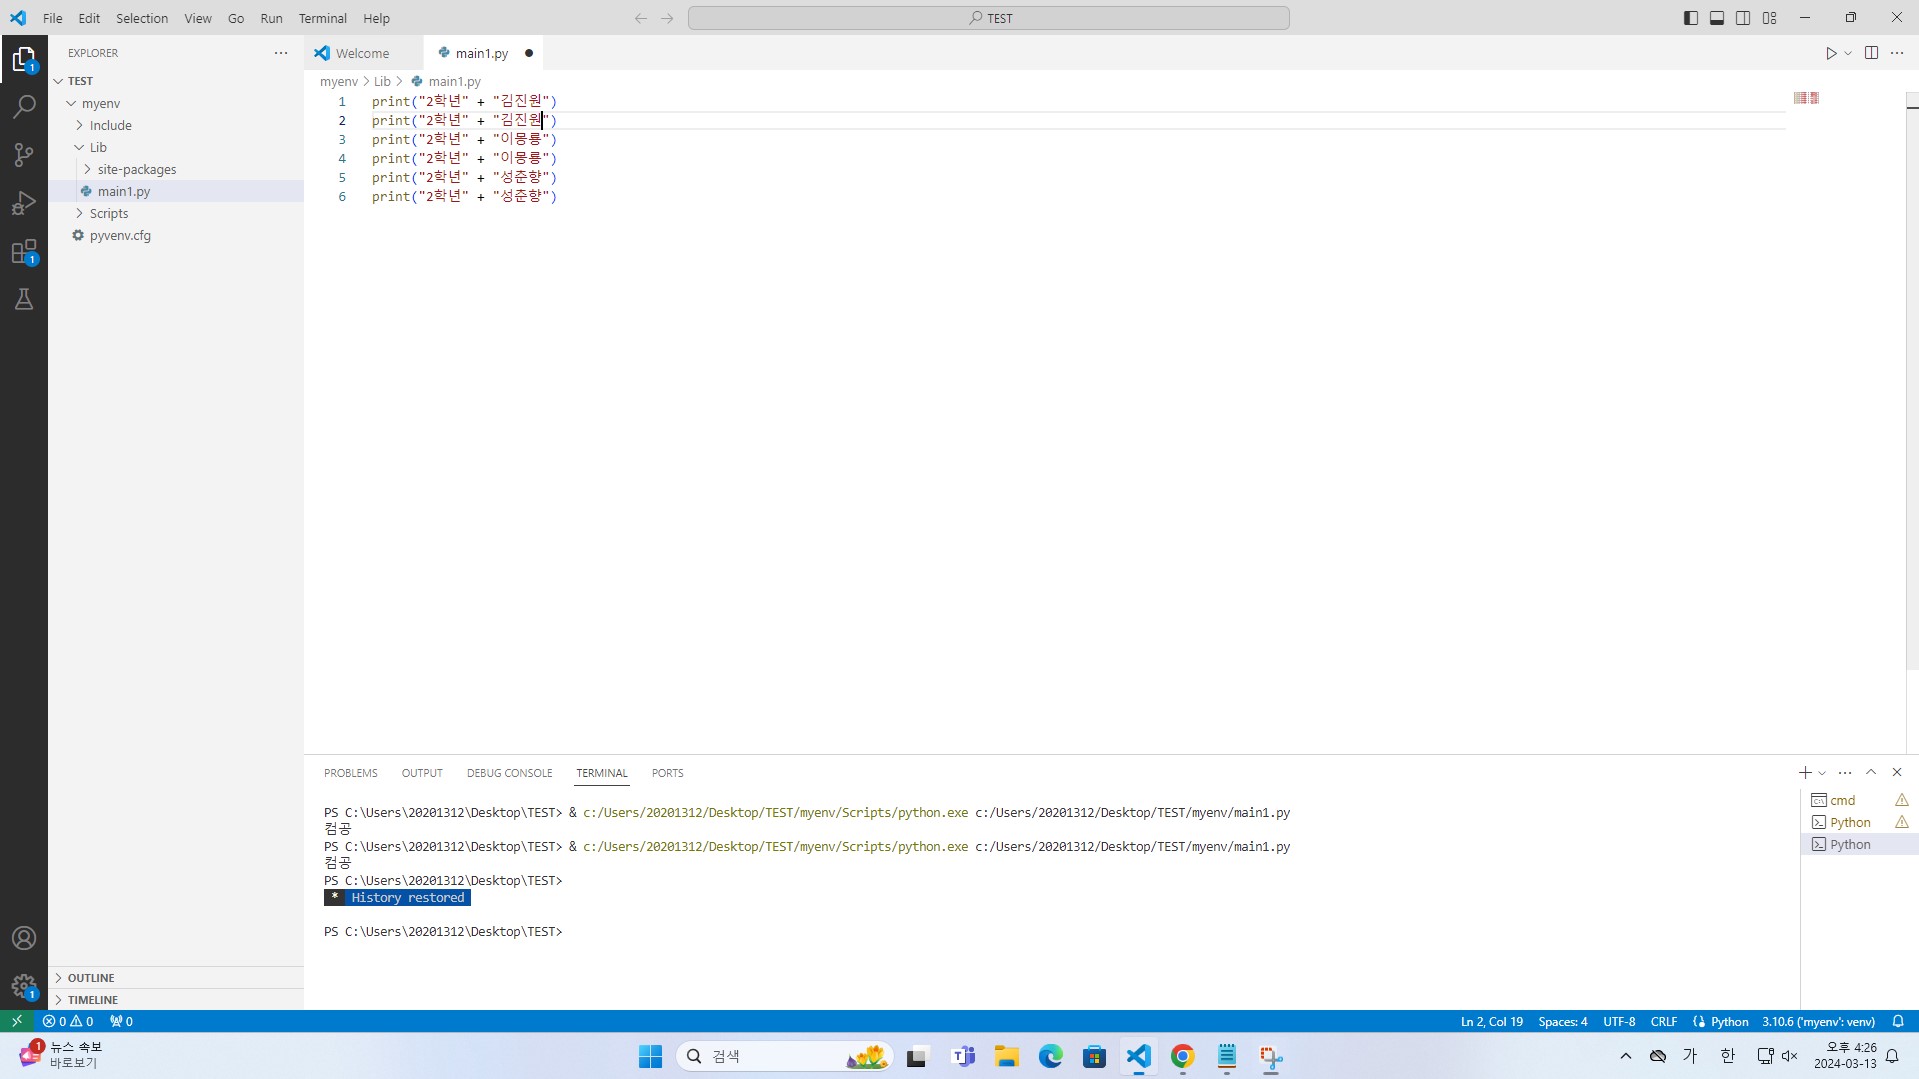 File Edit Selection View Go Run Terminal Help
TEST
EXPLORER
Welcome
main1.py
TEST
myenv > Lib > main1.py
myenv
Include
Lib
site-packages
main1.py
Scripts
pyvenv.cfg
1 print("2학년" + "김진원")
2 print("2학년" + "김진원")
3 print("2학년" + "이몽룡")
4 print("2학년" + "이몽룡")
5 print("2학년" + "성춘향")
6 print("2학년" + "성춘향")
PROBLEMS OUTPUT DEBUG CONSOLE TERMINAL PORTS
PS C:\Users\20201312\Desktop\TEST> & c:/Users/20201312/Desktop/TEST/myenv/Scripts/python.exe c:/Users/20201312/Desktop/TEST/myenv/main1.py
컴공
PS C:\Users\20201312\Desktop\TEST> & c:/Users/20201312/Desktop/TEST/myenv/Scripts/python.exe c:/Users/20201312/Desktop/TEST/myenv/main1.py
컴공
PS C:\Users\20201312\Desktop\TEST>
* History restored
PS C:\Users\20201312\Desktop\TEST>
cmd
Python
Python
OUTLINE
TIMELINE
0 0 0
Ln 2, Col 19 Spaces: 4 UTF-8 CRLF Python 3.10.6 ('myenv': venv)
뉴스 속보
바로보기
검색
가 한
오후 4:26
2024-03-13